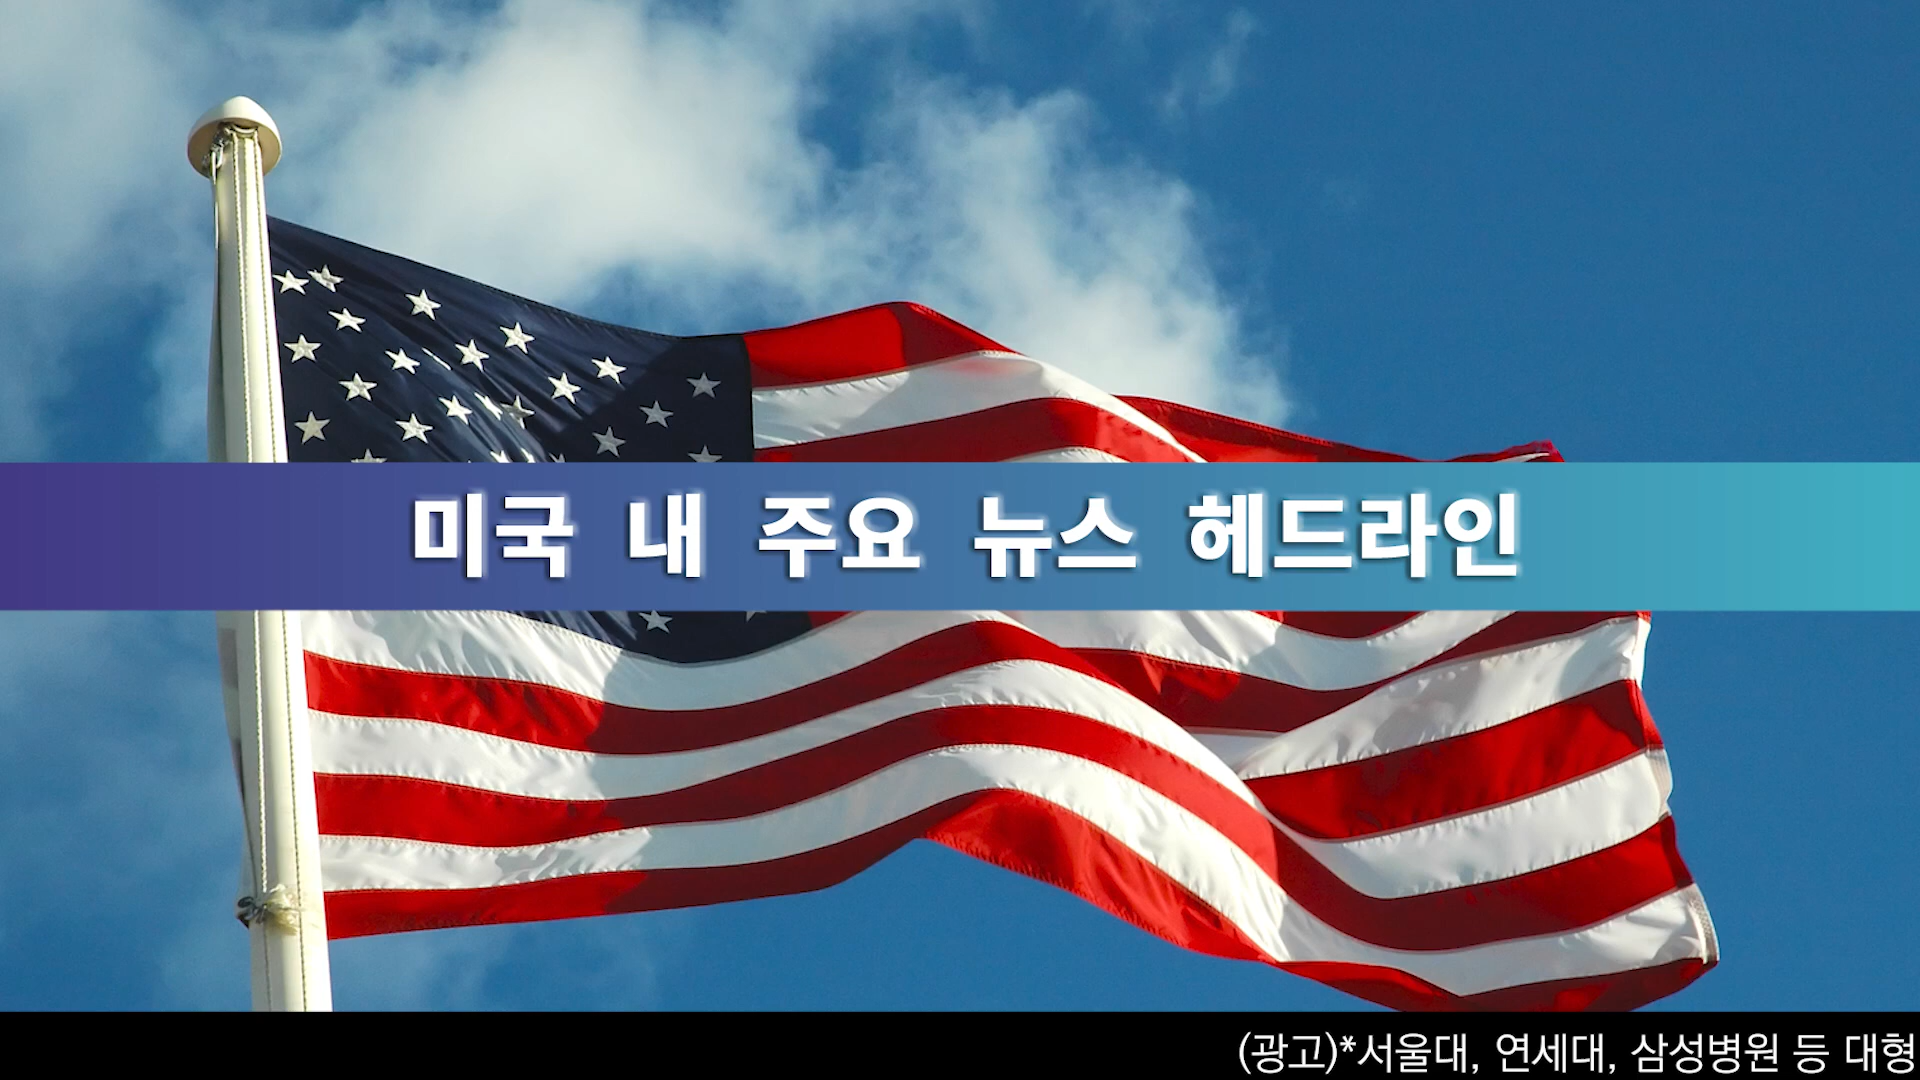 미국 내 주요 뉴스 헤드라인
(광고)*서울대, 연세대, 삼성병원 등 대형